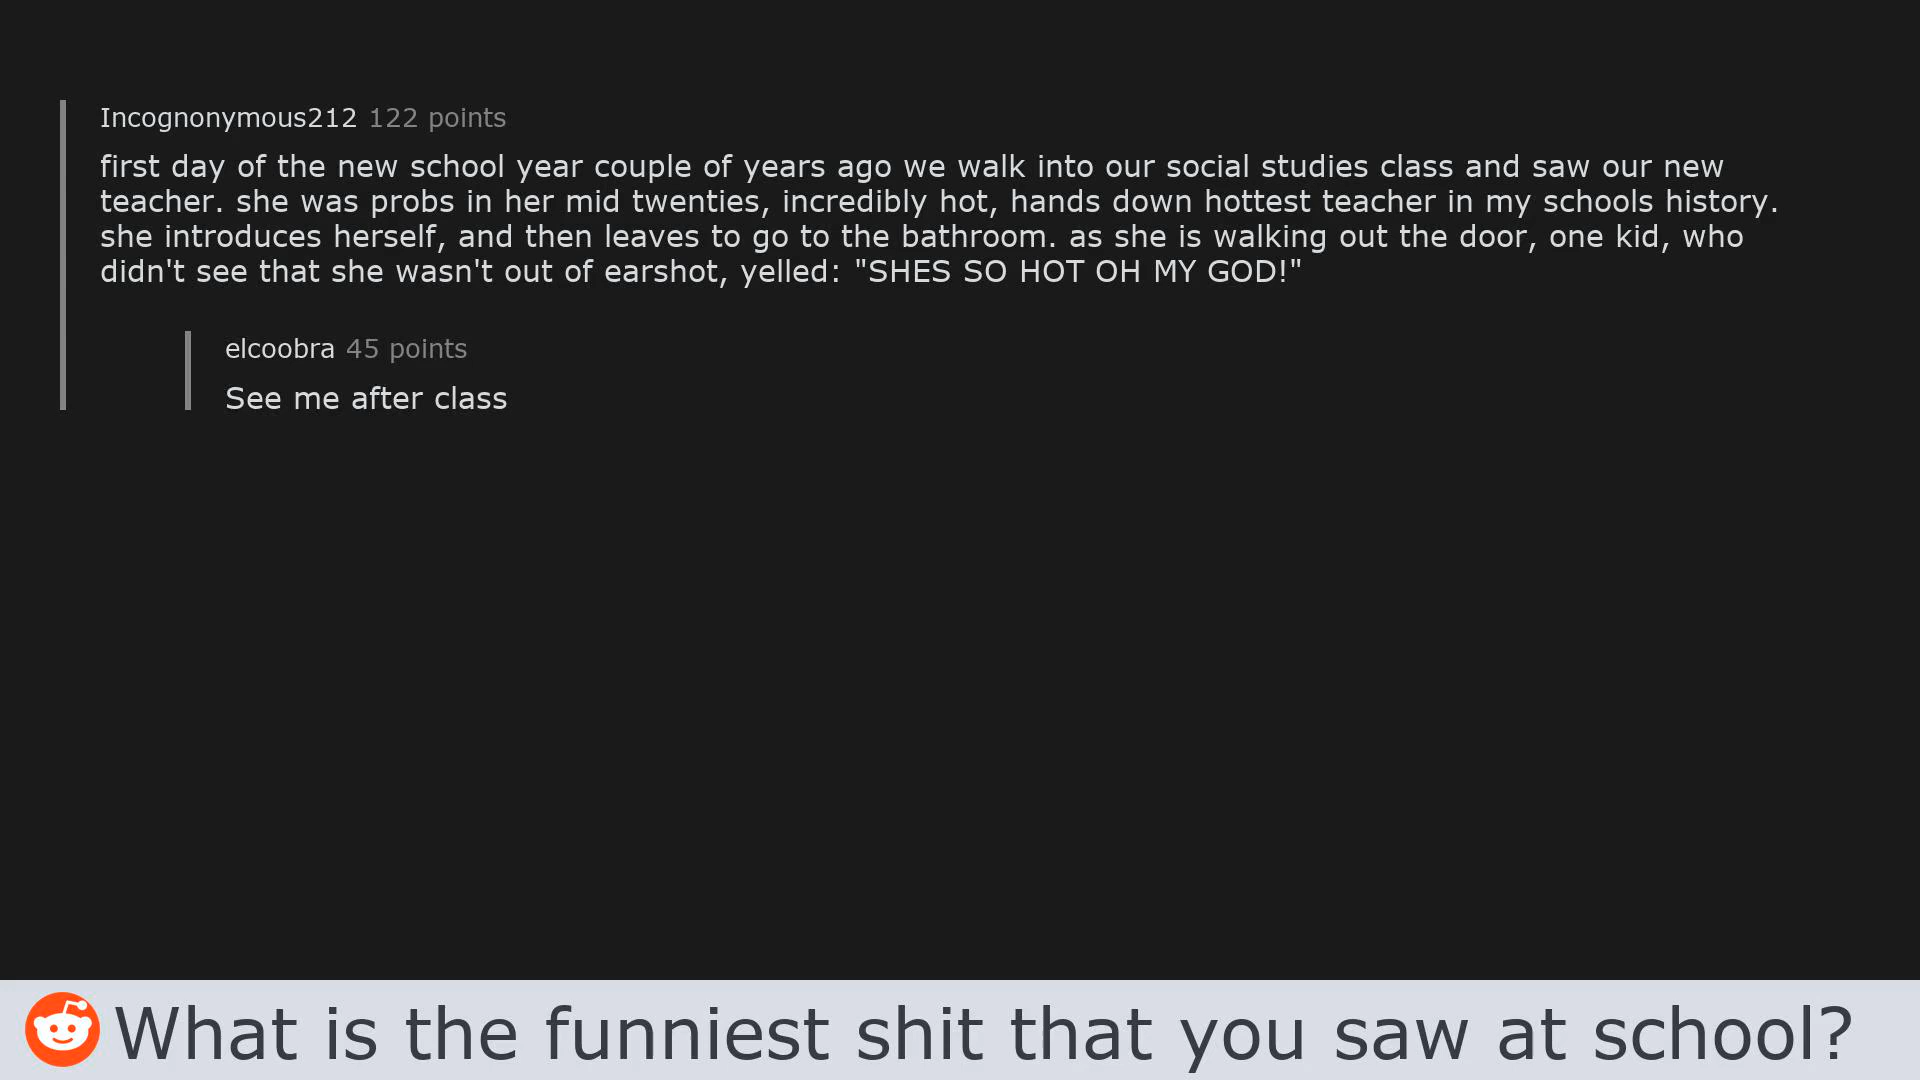 Incognonymous212 122 points
first day of the new school year couple of years ago we walk into our social studies class and saw our new
teacher. she was probs in her mid twenties, incredibly hot, hands down hottest teacher in my schools history.
she introduces herself, and then leaves to go to the bathroom. as she is walking out the door, one kid, who
didn't see that she wasn't out of earshot, yelled: "SHES SO HOT OH MY GOD!"
elcoobra 45 points
See me after class
What is the funniest shit that you saw at school?